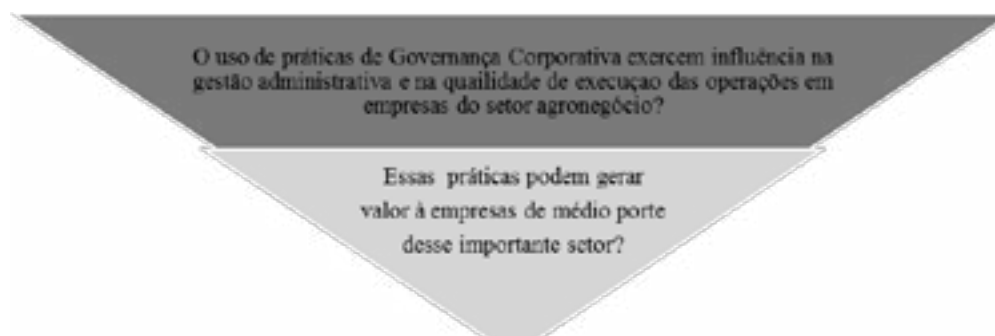 O uso de práticas de Governança Corporativa exercem influência na
gestão administrativa e na quailidade de execuçao das operações em
empresas do setor agronegócio?
Essas práticas podem gerar
valor à empresas de médio porte
desse importante setor?